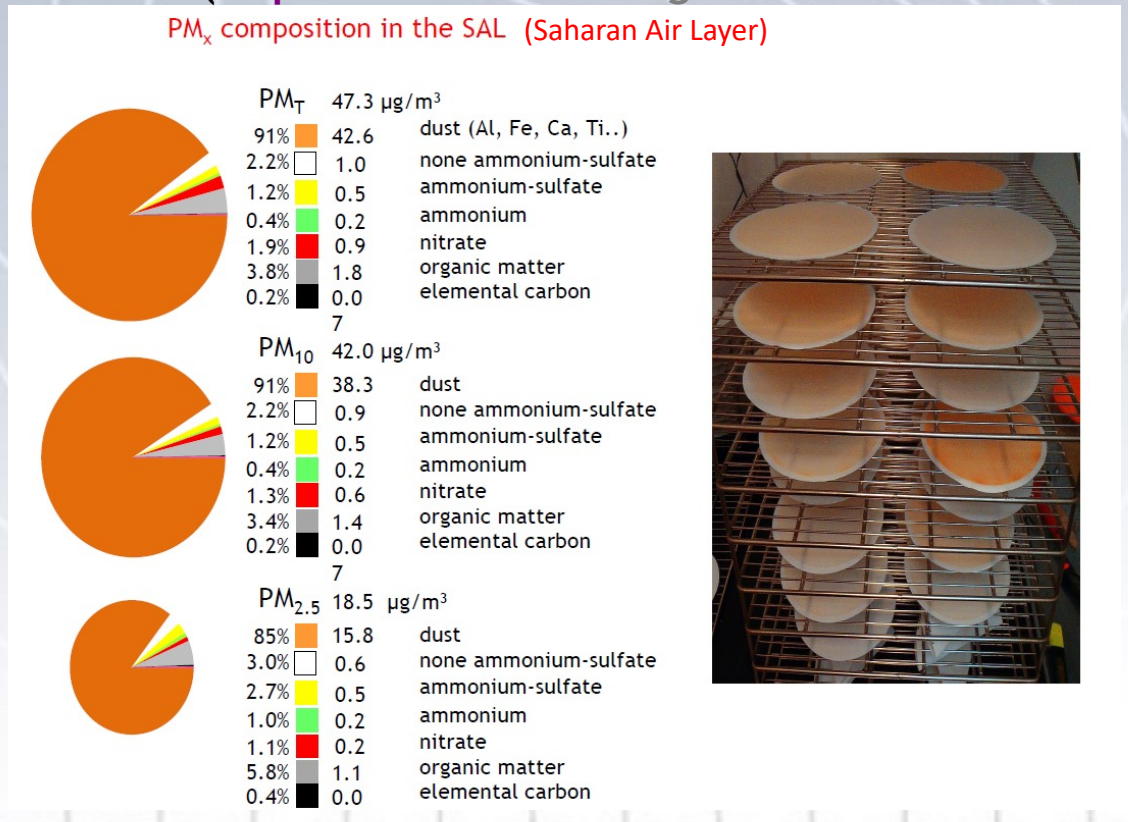 PMx composition in the SAL (Saharan Air Layer)
PMT 47.3 µg/m³
91% 42.6 dust (Al, Fe, Ca, Ti..)
2.2% 1.0 none ammonium-sulfate
1.2% 0.5 ammonium-sulfate
0.4% 0.2 ammonium
1.9% 0.9 nitrate
3.8% 1.8 organic matter
0.2% 0.0 elemental carbon
7
PM10 42.0 µg/m³
91% 38.3 dust
2.2% 0.9 none ammonium-sulfate
1.2% 0.5 ammonium-sulfate
0.4% 0.2 ammonium
1.3% 0.6 nitrate
3.4% 1.4 organic matter
0.2% 0.0 elemental carbon
7
PM2.5 18.5 µg/m³
85% 15.8 dust
3.0% 0.6 none ammonium-sulfate
2.7% 0.5 ammonium-sulfate
1.0% 0.2 ammonium
1.1% 0.2 nitrate
5.8% 1.1 organic matter
0.4% 0.0 elemental carbon